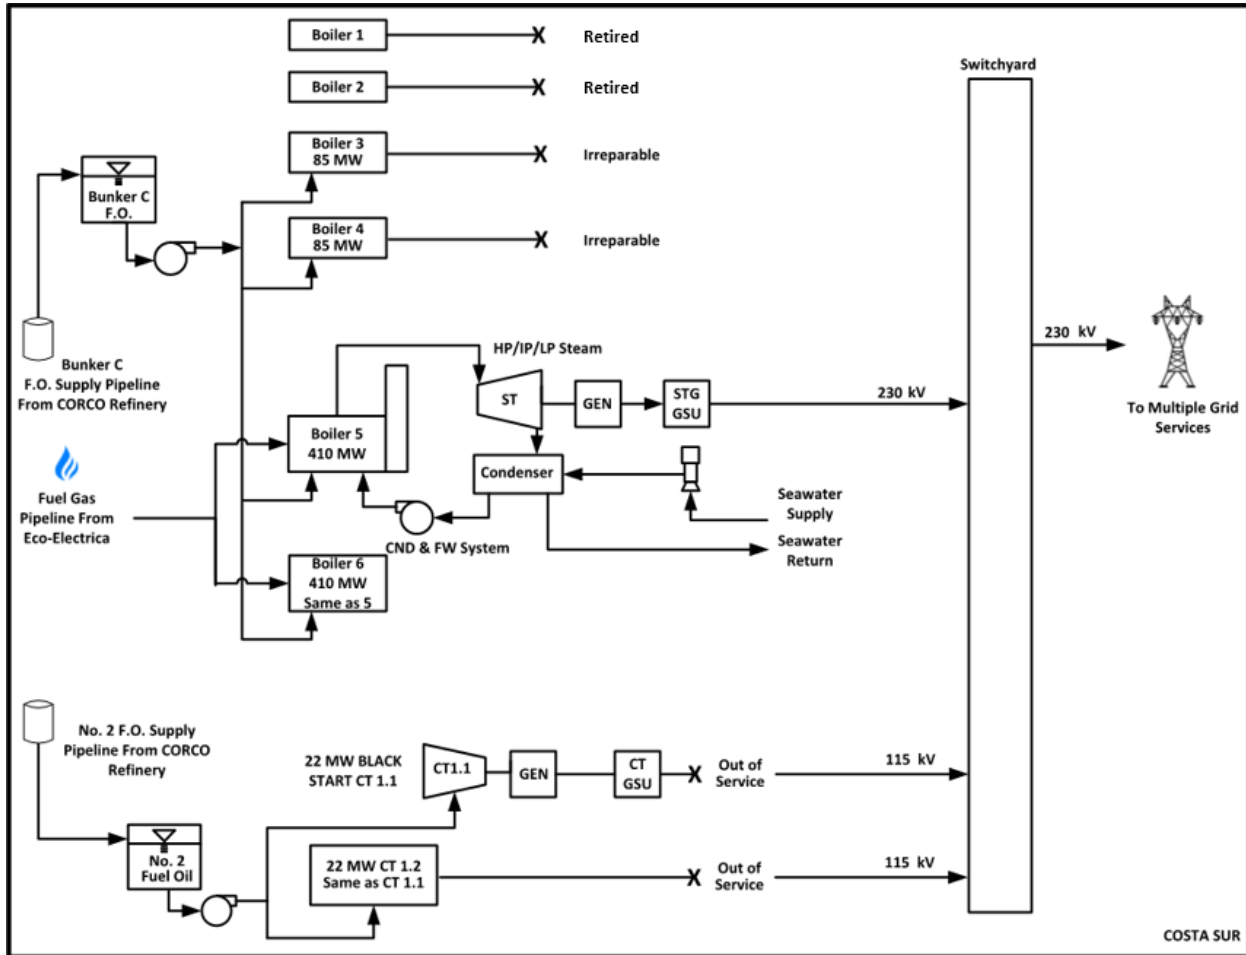 Boiler 1
X
Retired
Boiler 2
X
Retired
Switchyard
Boiler 3
85 MW
X
Irreparable
Bunker C
F.O.
Boiler 4
85 MW
X
Irreparable
Bunker C
F.O. Supply Pipeline
From CORCO Refinery
HP/IP/LP Steam
ST
GEN
STG
GSU
230 kV
230 kV
To Multiple Grid
Services
Boiler 5
410 MW
Condenser
Fuel Gas
Pipeline From
Eco-Electrica
Seawater
Supply
CND & FW System
Seawater
Return
Boiler 6
410 MW
Same as 5
No. 2 F.O. Supply
Pipeline From CORCO
Refinery
22 MW BLACK
START CT 1.1
CT1.1
GEN
CT
GSU
X
Out of
Service
115 kV
No. 2
Fuel Oil
22 MW CT 1.2
Same as CT 1.1
X
Out of
Service
115 kV
COSTA SUR